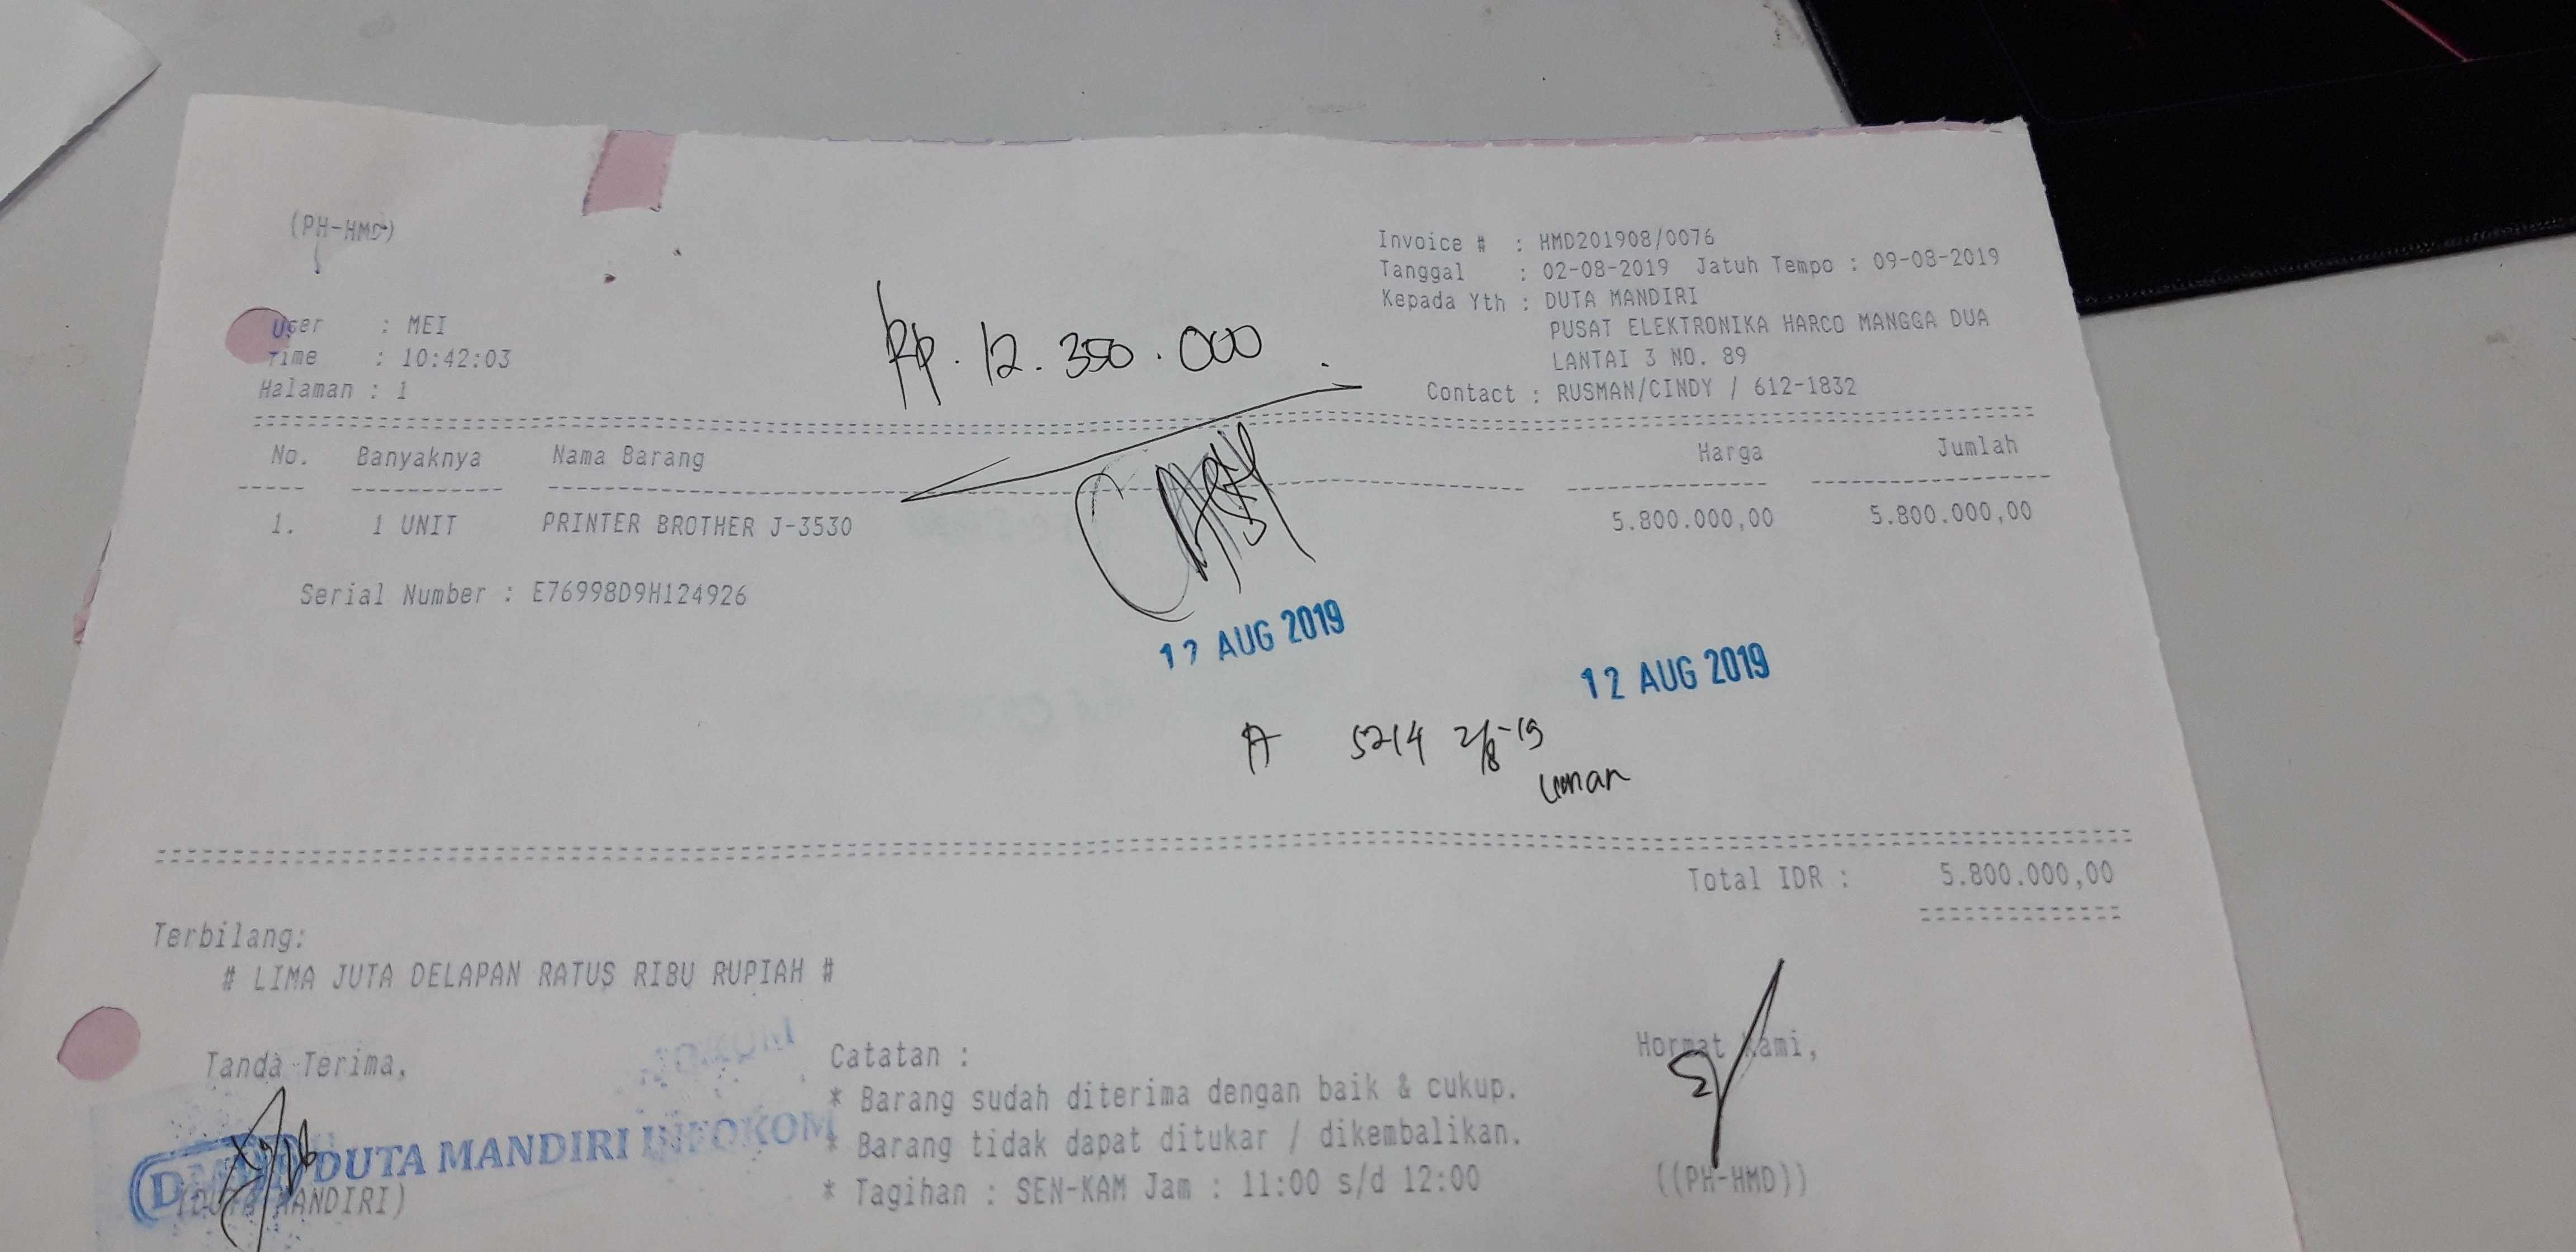 (PH-HMD)
Invoice # : HMD201908/0076
Tanggal : 02-08-2019 Jatuh Tempo : 09-08-2019
Kepada Yth : DUTA MANDIRI
PUSAT ELEKTRONIKA HARCO MANGGA DUA
LANTAI 3 NO. 89
Contact : RUSMAN/CINDY / 612-1832
User : MEI
Time : 10:42:03
Halaman : 1
Rp. 12.350.000
No. Banyaknya Nama Barang Harga Jumlah
1. 1 UNIT PRINTER BROTHER J-3530 5.800.000,00 5.800.000,00
CASH
Serial Number : E76998D9H124926
12 AUG 2019
12 AUG 2019
5214 2/8-19
Total IDR : 5.800.000,00
Terbilang:
# LIMA JUTA DELAPAN RATUS RIBU RUPIAH #
Tanda Terima,
DUTA MANDIRI INFOKOM
(DUTA MANDIRI)
Catatan :
* Barang sudah diterima dengan baik & cukup.
* Barang tidak dapat ditukar / dikembalikan.
* Tagihan : SEN-KAM Jam : 11:00 s/d 12:00
Hormat Kami,
((PH-HMD))